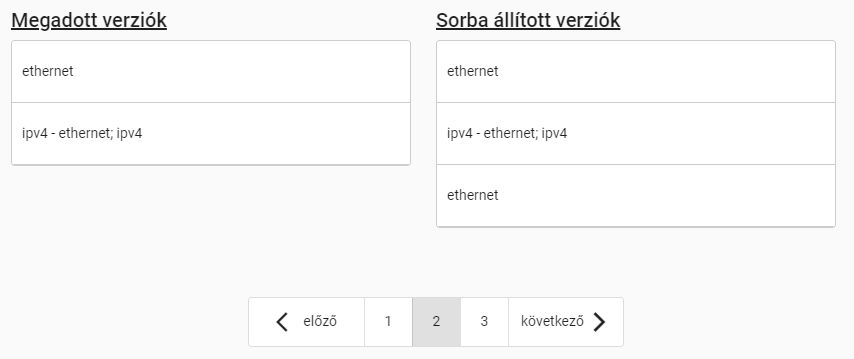 Megadott verziók
ethernet
ipv4 - ethernet; ipv4
Sorba állított verziók
ethernet
ipv4 - ethernet; ipv4
ethernet
előző 1 2 3 következő